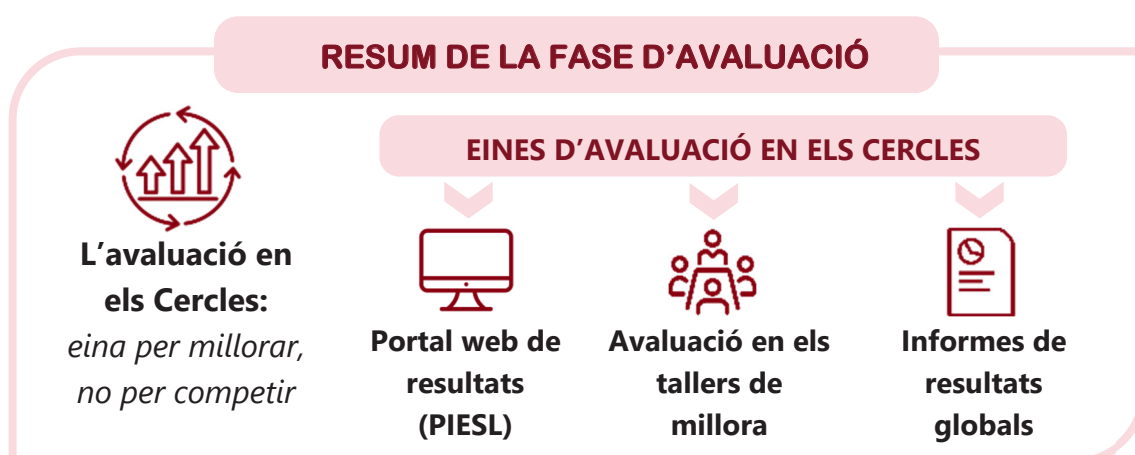 RESUM DE LA FASE D'AVALUACIÓ
L'avaluació en
els Cercles:
eina per millorar,
no per competir
EINES D'AVALUACIÓ EN ELS CERCLES
Portal web de
resultats
(PIESL)
Avaluació en els
tallers de
millora
Informes de
resultats
globals